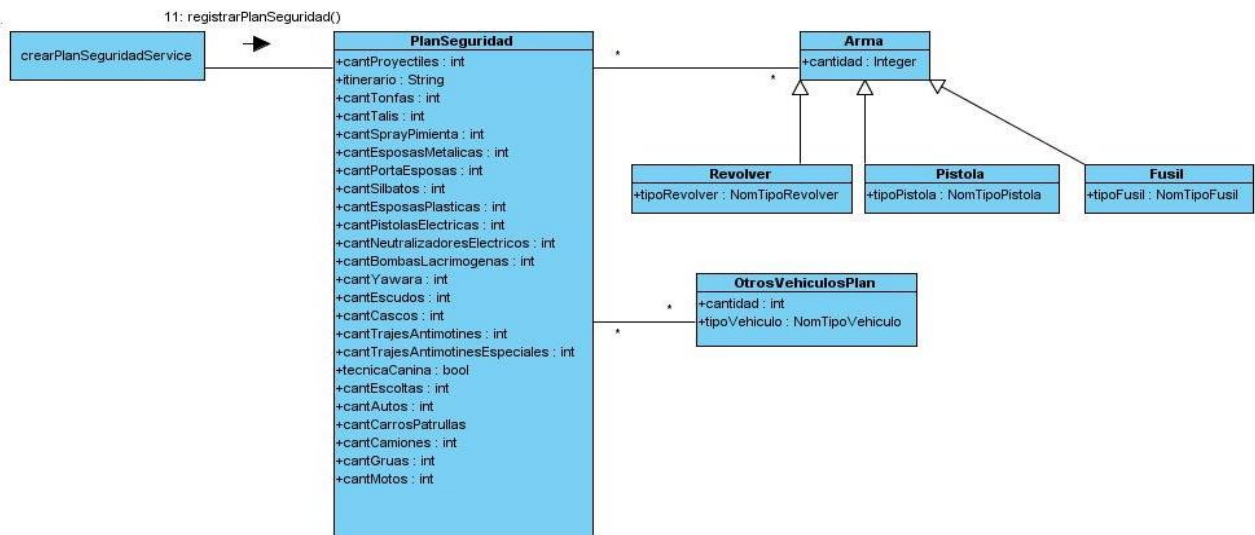 11: registrarPlanSeguridad()
crearPlanSeguridadService
PlanSeguridad
+cantProyectiles : int
+itinerario : String
+cantTonfas : int
+cantTalis : int
+cantSprayPimienta : int
+cantEsposasMetalicas : int
+cantPortaEsposas : int
+cantSilbatos : int
+cantEsposasPlasticas : int
+cantPistolasElectricas : int
+cantNeutralizadoresElectricos : int
+cantBombasLacrimogenas : int
+cantYawara : int
+cantEscudos : int
+cantCascos : int
+cantTrajesAntimotines : int
+cantTrajesAntimotinesEspeciales : int
+tecnicaCanina : bool
+cantEscoltas : int
+cantAutos : int
+cantCarrosPatrullas
+cantCamiones : int
+cantGruas : int
+cantMotos : int
*
*
Arma
+cantidad : Integer
Revolver
+tipoRevolver : NomTipoRevolver
Pistola
+tipoPistola : NomTipoPistola
Fusil
+tipoFusil : NomTipoFusil
*
*
OtrosVehiculosPlan
+cantidad : int
+tipoVehiculo : NomTipoVehiculo